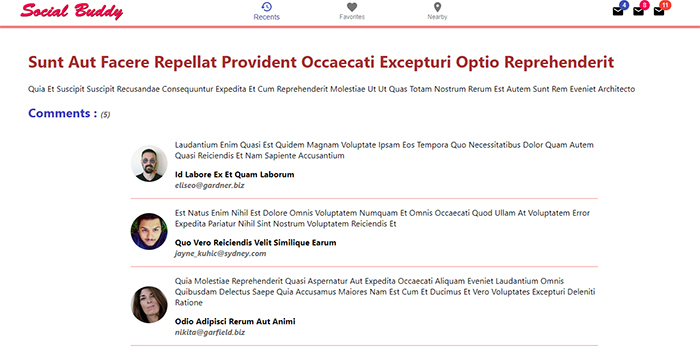 Social Buddy
Recents
Favorites
Nearby
4
8
11
Sunt Aut Facere Repellat Provident Occaecati Excepturi Optio Reprehenderit
Quia Et Suscipit Suscipit Recusandae Consequuntur Expedita Et Cum Reprehenderit Molestiae Ut Ut Quas Totam Nostrum Rerum Est Autem Sunt Rem Eveniet Architecto
Comments : (5)
Laudantium Enim Quasi Est Quidem Magnam Voluptate Ipsam Eos Tempora Quo Necessitatibus Dolor Quam Autem
Quasi Reiciendis Et Nam Sapiente Accusantium
Id Labore Ex Et Quam Laborum
eliseo@gardner.biz
Est Natus Enim Nihil Est Dolore Omnis Voluptatem Numquam Et Omnis Occaecati Quod Ullam At Voluptatem Error
Expedita Pariatur Nihil Sint Nostrum Voluptatem Reiciendis Et
Quo Vero Reiciendis Velit Similique Earum
jayne_kuhic@sydney.com
Quia Molestiae Reprehenderit Quasi Aspernatur Aut Expedita Occaecati Aliquam Eveniet Laudantium Omnis
Quibusdam Delectus Saepe Quia Accusamus Maiores Nam Est Cum Et Ducimus Et Vero Voluptates Excepturi Deleniti
Ratione
Odio Adipisci Rerum Aut Animi
nikita@garfield.biz